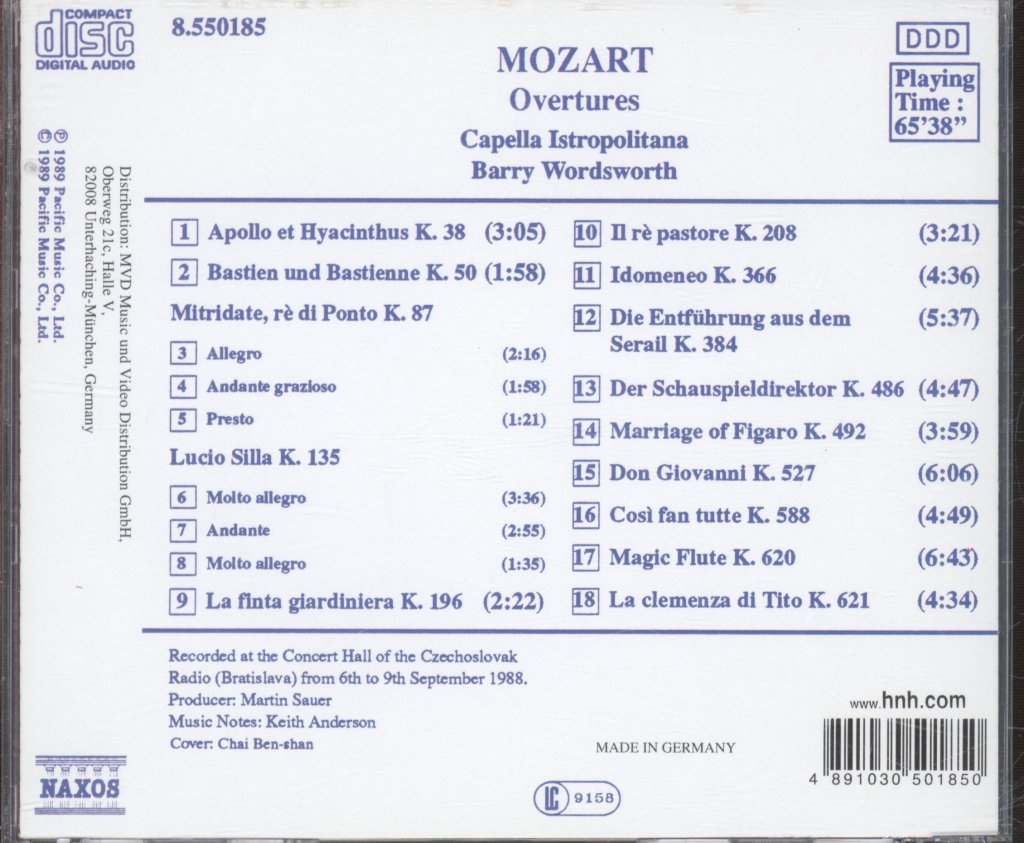 COMPACT
disc
DIGITAL AUDIO
8.550185
MOZART
Overtures
Capella Istropolitana
Barry Wordsworth
DDD
Playing
Time :
65'38"
℗ 1989 Pacific Music Co., Ltd.
© 1989 Pacific Music Co., Ltd.
Distribution: MVD Music und Video Distribution GmbH,
Oberweg 21c, Halle V,
82008 Unterhaching-München, Germany
1 Apollo et Hyacinthus K. 38 (3:05)
2 Bastien und Bastienne K. 50 (1:58)
Mitridate, rè di Ponto K. 87
3 Allegro (2:16)
4 Andante grazioso (1:58)
5 Presto (1:21)
Lucio Silla K. 135
6 Molto allegro (3:36)
7 Andante (2:55)
8 Molto allegro (1:35)
9 La finta giardiniera K. 196 (2:22)
10 Il rè pastore K. 208 (3:21)
11 Idomeneo K. 366 (4:36)
12 Die Entführung aus dem (5:37)
Serail K. 384
13 Der Schauspieldirektor K. 486 (4:47)
14 Marriage of Figaro K. 492 (3:59)
15 Don Giovanni K. 527 (6:06)
16 Così fan tutte K. 588 (4:49)
17 Magic Flute K. 620 (6:43)
18 La clemenza di Tito K. 621 (4:34)
Recorded at the Concert Hall of the Czechoslovak
Radio (Bratislava) from 6th to 9th September 1988.
Producer: Martin Sauer
Music Notes: Keith Anderson
Cover: Chai Ben-shan
NAXOS
MADE IN GERMANY
LC 9158
www.hnh.com
4 891030 501850